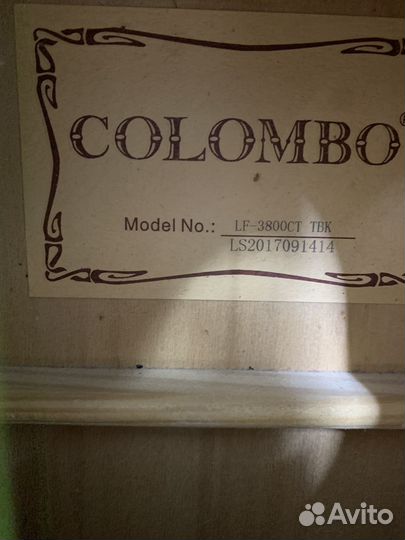 COLOMBO®
Model No.: LF-3800CT TBK
LS2017091414
Avito